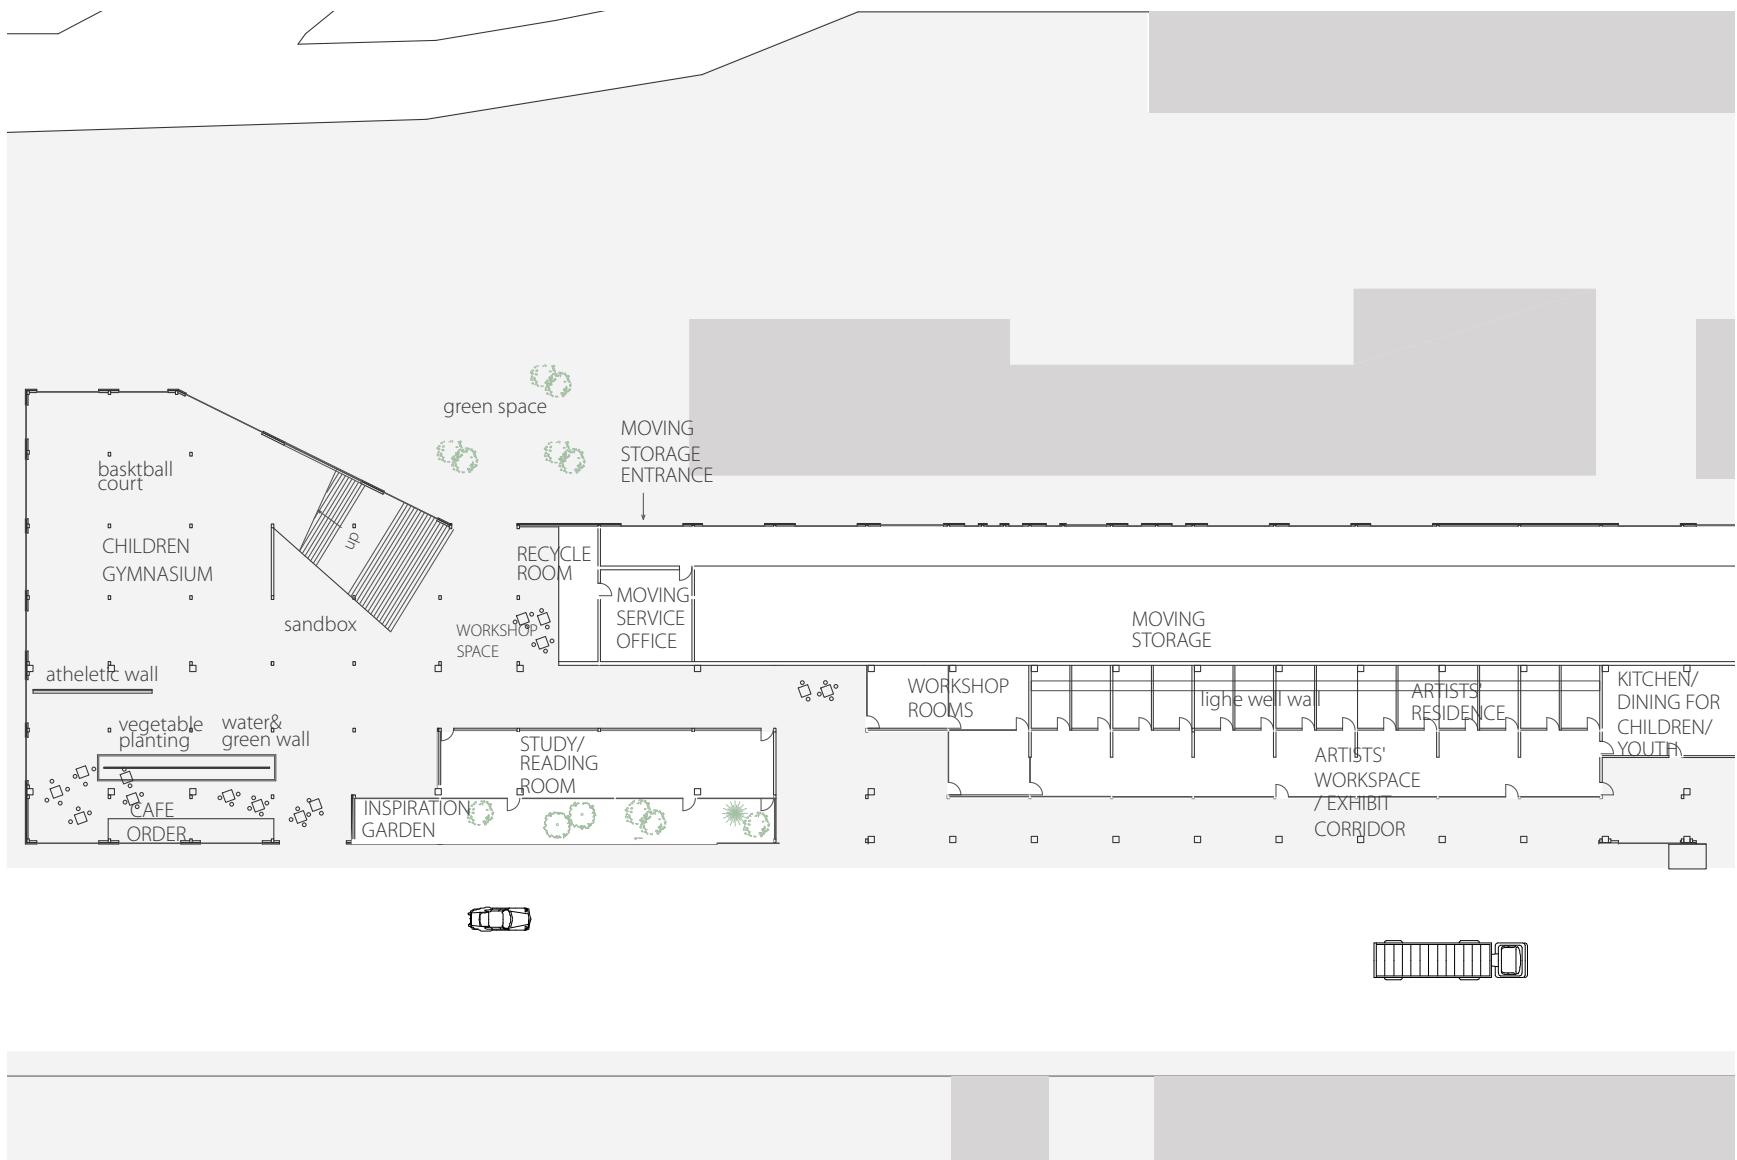 green space
MOVING
STORAGE
ENTRANCE
basktball
court
CHILDREN
GYMNASIUM
up
sandbox
RECYCLE
ROOM
MOVING
SERVICE
OFFICE
WORKSHOP
SPACE
MOVING
STORAGE
atheletic wall
vegetable
planting
water&
green wall
CAFE
ORDER
STUDY/
READING
ROOM
INSPIRATION
GARDEN
WORKSHOP
ROOMS
lighe well wall
ARTISTS'
RESIDENCE
ARTISTS'
WORKSPACE
/ EXHIBIT
CORRIDOR
KITCHEN/
DINING FOR
CHILDREN/
YOUTH